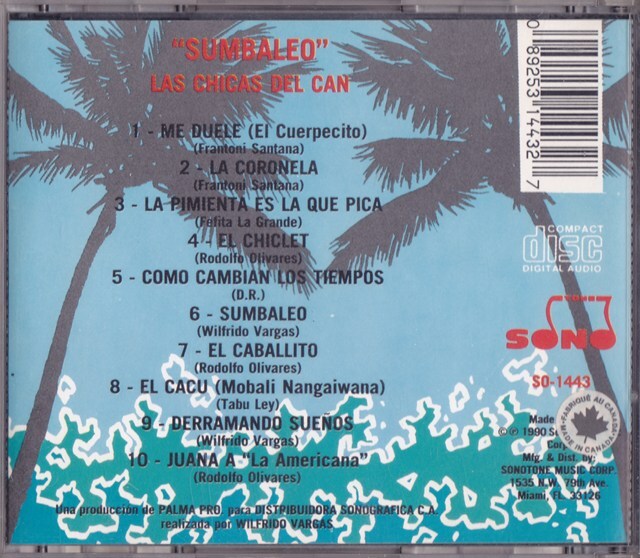 "SUMBALEO"
LAS CHICAS DEL CAN
1 - ME DUELE (El Cuerpecito)
(Frantoni Santana)
2 - LA CORONELA
(Frantoni Santana)
3 - LA PIMIENTA ES LA QUE PICA
(Fefita La Grande)
4 - EL CHICLET
(Rodolfo Olivares)
5 - COMO CAMBIAN LOS TIEMPOS
(D.R.)
6 - SUMBALEO
(Wilfrido Vargas)
7 - EL CABALLITO
(Rodolfo Olivares)
8 - EL CACU (Mobali Nangaiwana)
(Tabu Ley)
9 - DERRAMANDO SUEÑOS
(Wilfrido Vargas)
10 - JUANA A "La Americana"
(Rodolfo Olivares)
Una producción de PALMA PRO. para DISTRIBUIDORA SONOGRAFICA C.A.
realizada por WILFRIDO VARGAS
0 89253 14432 7
COMPACT
disc
DIGITAL AUDIO
SONO
SO-1443
FABRIQUÉ AU CANADA
MADE IN CANADA
Made
© ℗ 1990
Mfg. & Dist. by:
SONOTONE MUSIC CORP.
1535 N.W. 79th Ave.
Miami, FL. 33126